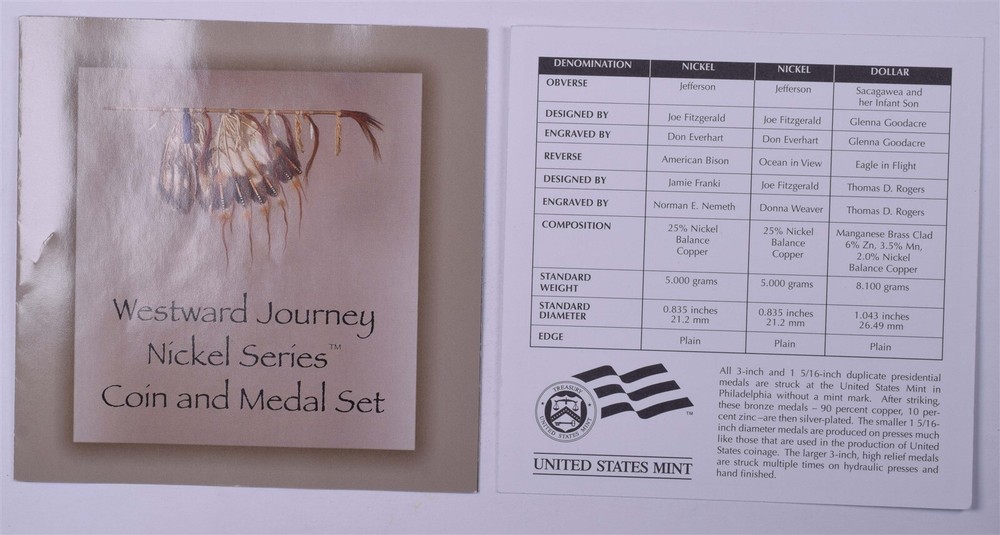 Westward Journey
Nickel Series™
Coin and Medal Set
DENOMINATION NICKEL NICKEL DOLLAR
OBVERSE Jefferson Jefferson Sacagawea and
her Infant Son
DESIGNED BY Joe Fitzgerald Joe Fitzgerald Glenna Goodacre
ENGRAVED BY Don Everhart Don Everhart Glenna Goodacre
REVERSE American Bison Ocean in View Eagle in Flight
DESIGNED BY Jamie Franki Joe Fitzgerald Thomas D. Rogers
ENGRAVED BY Norman E. Nemeth Donna Weaver Thomas D. Rogers
COMPOSITION 25% Nickel 25% Nickel Manganese Brass Clad
Balance Balance 6% Zn, 3.5% Mn,
Copper Copper 2.0% Nickel
Balance Copper
STANDARD 5.000 grams 5.000 grams 8.100 grams
WEIGHT
STANDARD 0.835 inches 0.835 inches 1.043 inches
DIAMETER 21.2 mm 21.2 mm 26.49 mm
EDGE Plain Plain Plain
TREASURY
UNITED STATES MINT
TM
UNITED STATES MINT
All 3-inch and 1 5/16-inch duplicate presidential
medals are struck at the United States Mint in
Philadelphia without a mint mark. After striking,
these bronze medals – 90 percent copper, 10 per-
cent zinc –are then silver-plated. The smaller 1 5/16-
inch diameter medals are produced on presses much
like those that are used in the production of United
States coinage. The larger 3-inch, high relief medals
are struck multiple times on hydraulic presses and
hand finished.